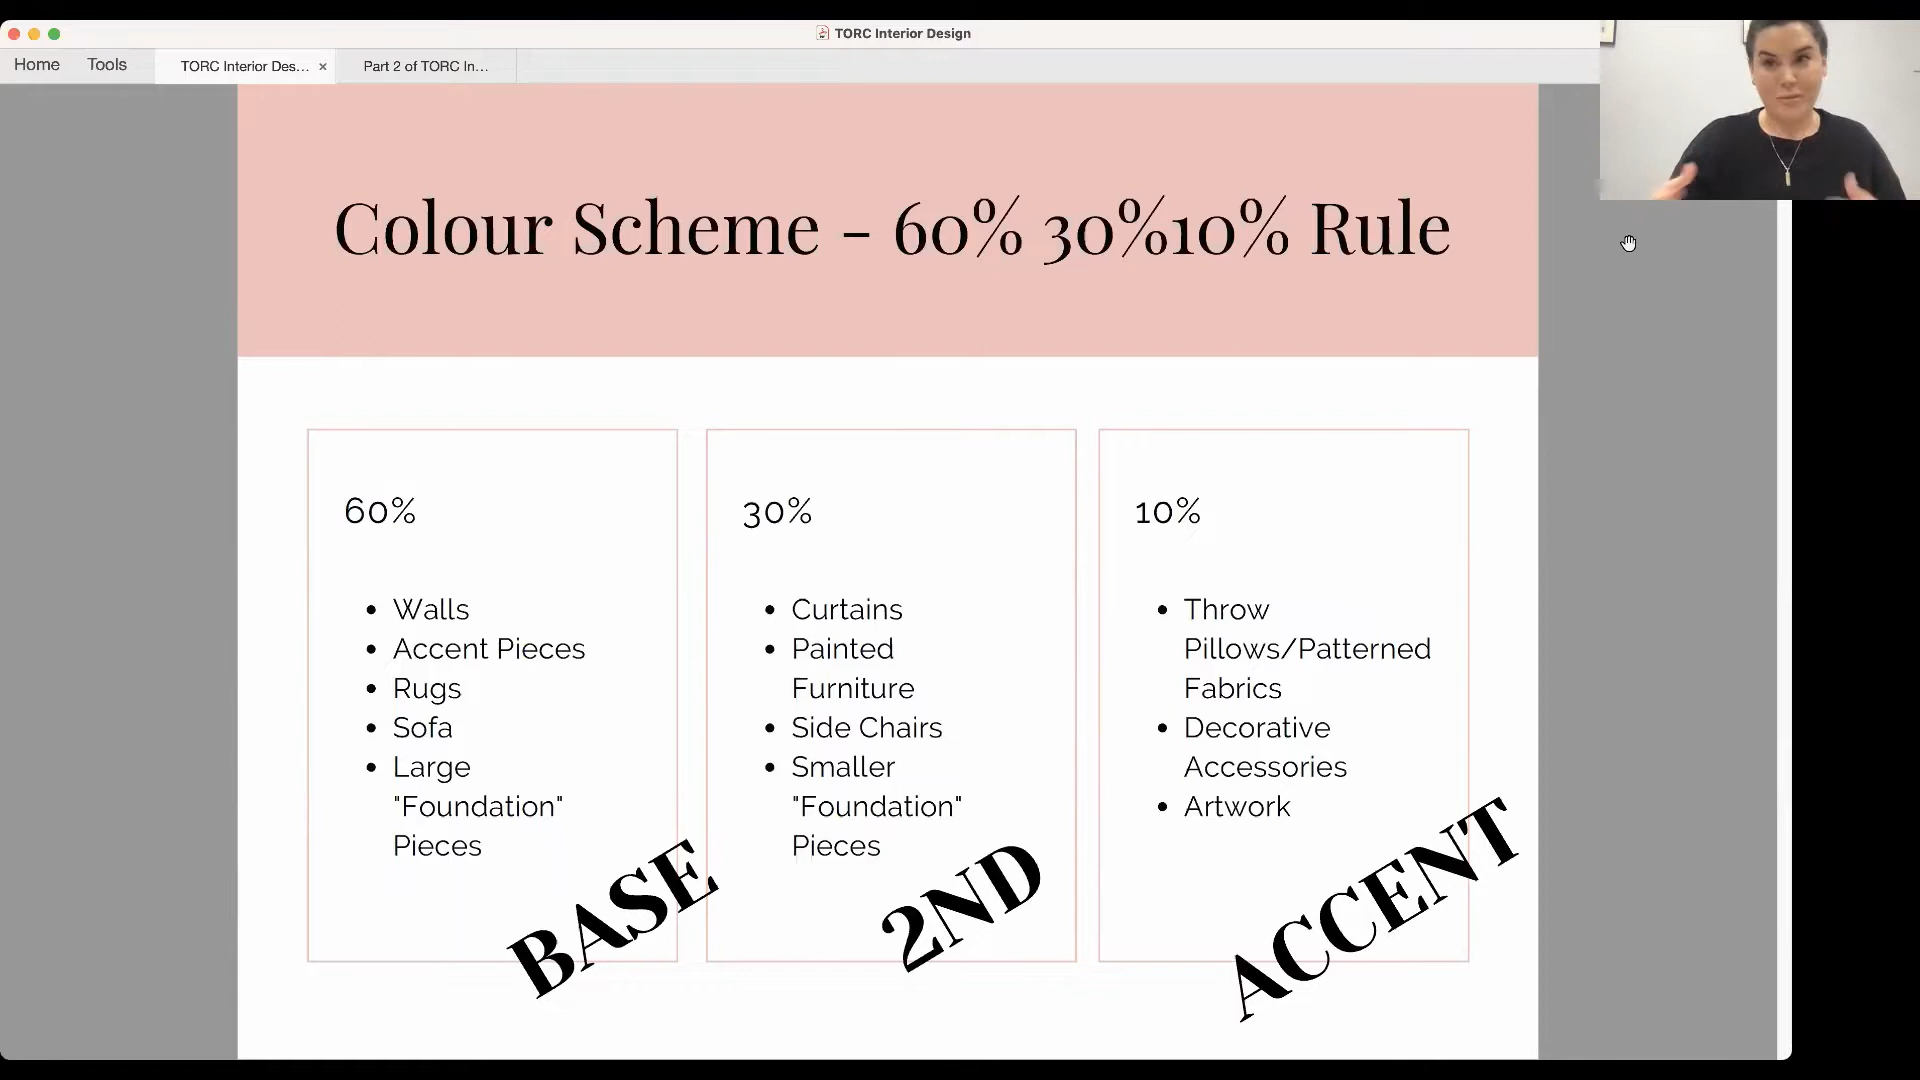 TORC Interior Design
Home Tools TORC Interior Des... × Part 2 of TORC In...
Colour Scheme - 60% 30%10% Rule
60%
• Walls
• Accent Pieces
• Rugs
• Sofa
• Large
"Foundation"
Pieces
BASE
30%
• Curtains
• Painted
Furniture
• Side Chairs
• Smaller
"Foundation"
Pieces
2ND
10%
• Throw
Pillows/Patterned
Fabrics
• Decorative
Accessories
• Artwork
ACCENT